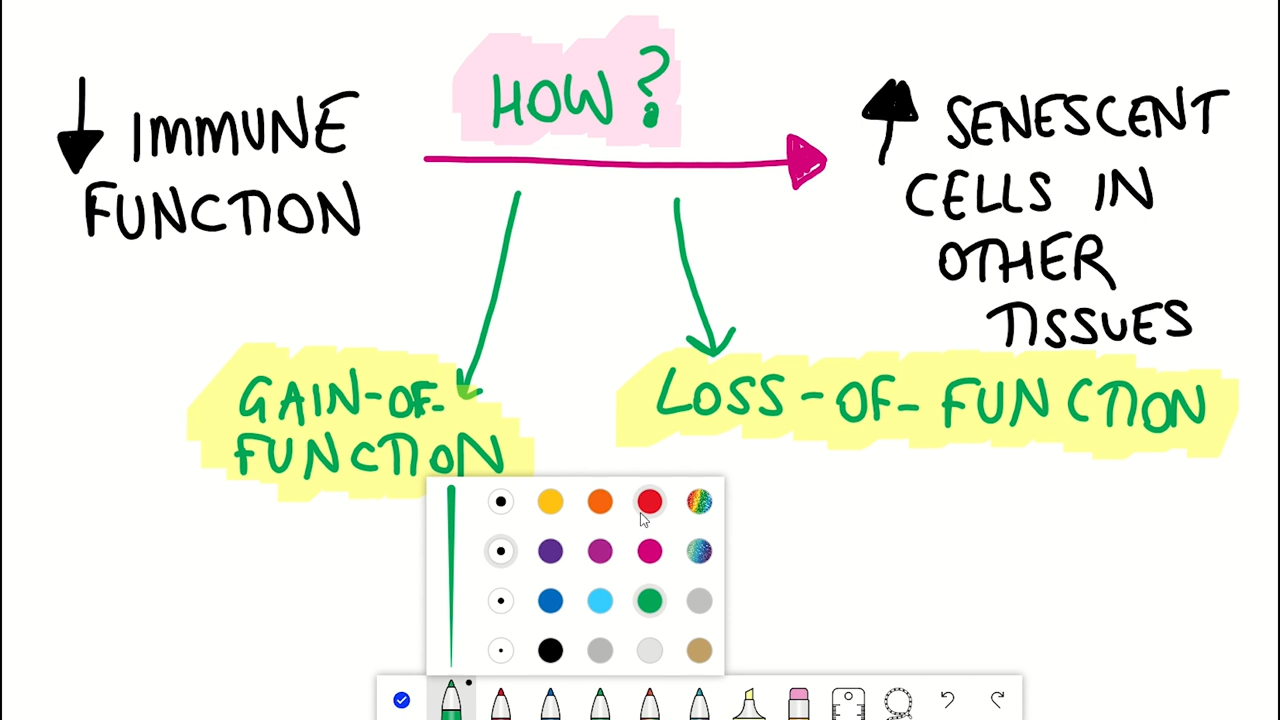 HOW?
IMMUNE
FUNCTION
SENESCENT
CELLS IN
OTHER
TISSUES
GAIN-OF-
FUNCTION
LOSS-OF-FUNCTION